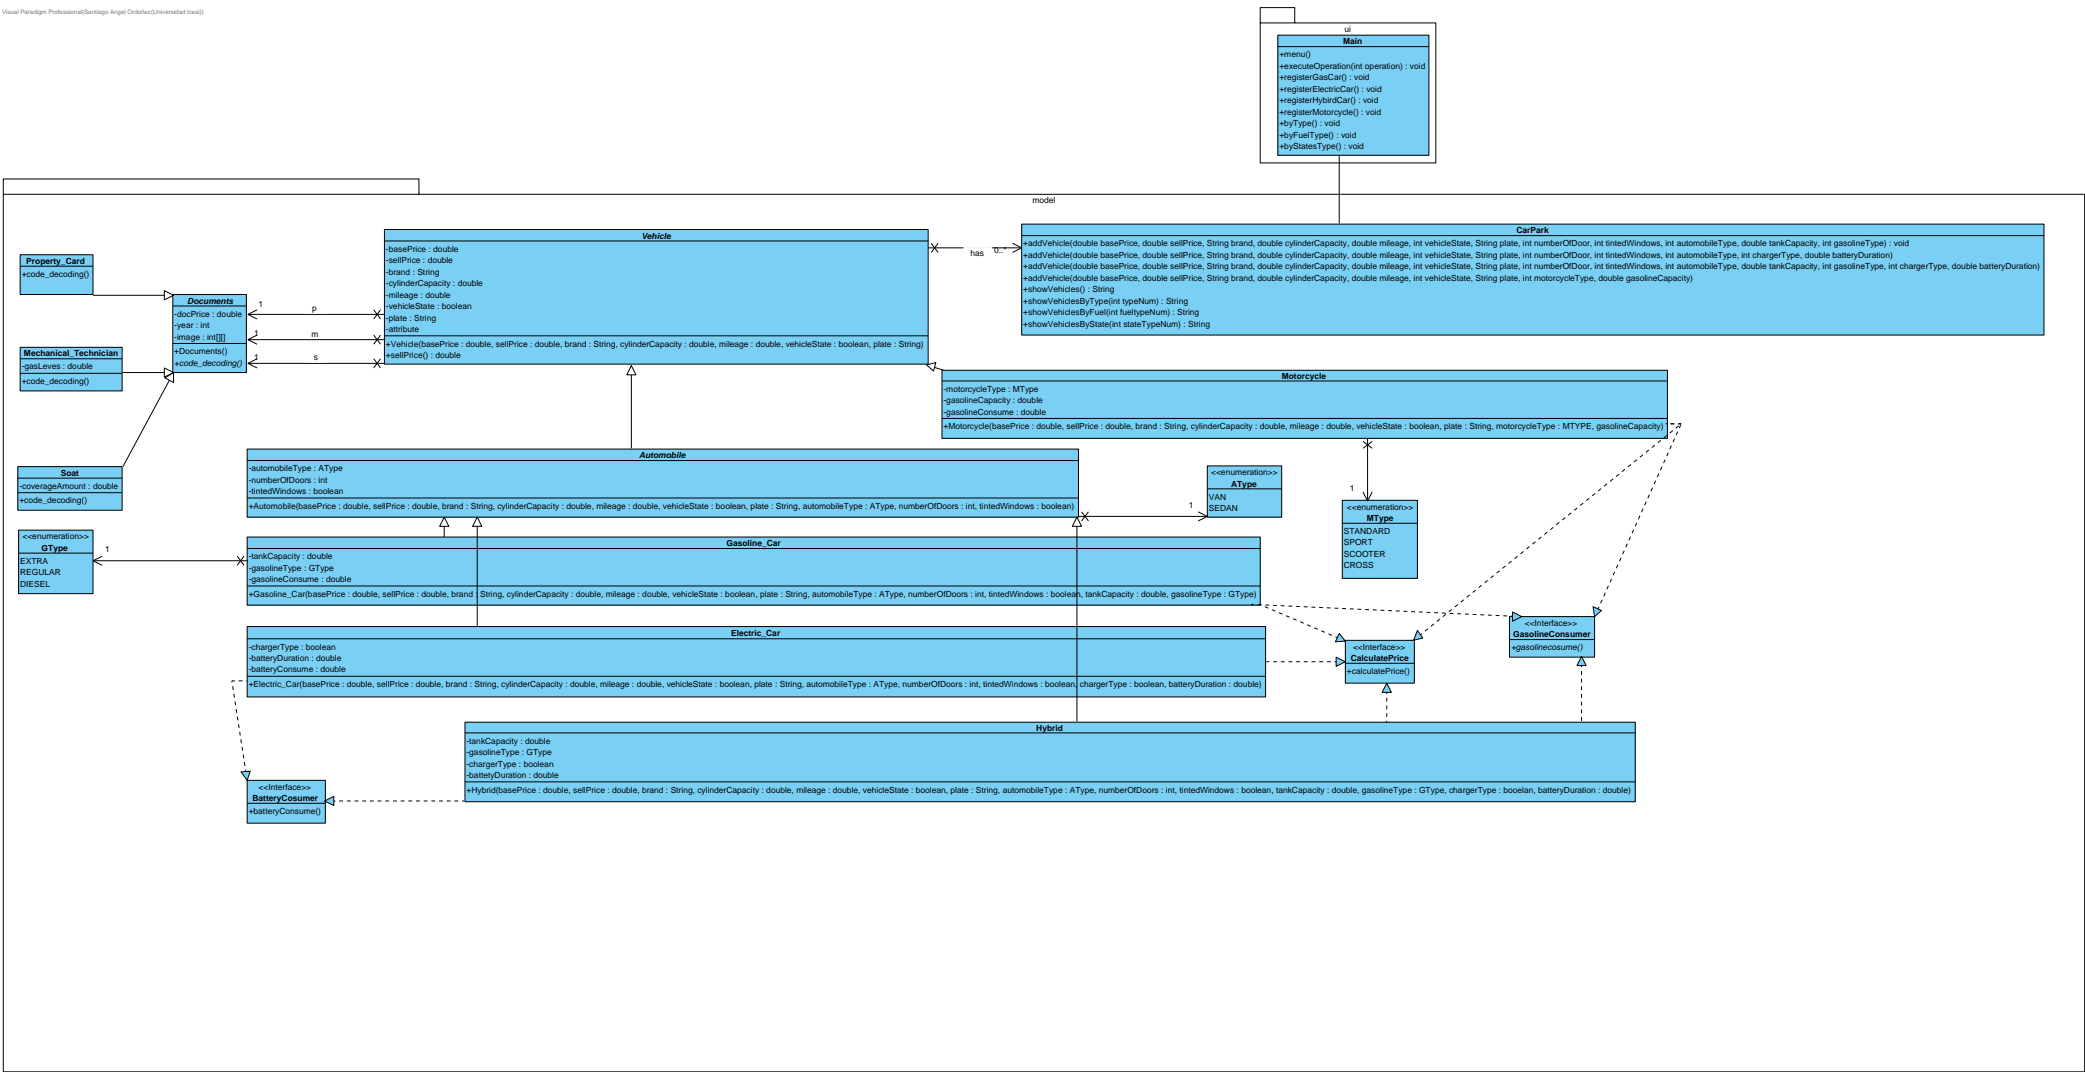 Visual Paradigm Professional(Santiago Angel Ordoñez(Universidad Icesi))
ui
Main
+menu()
+executeOperation(int operation) : void
+registerGasCar() : void
+registerElectricCar() : void
+registerHybirdCar() : void
+registerMotorcycle() : void
+byType() : void
+byFuelType() : void
+byStatesType() : void
model
Vehicle
-basePrice : double
-sellPrice : double
-brand : String
-cylinderCapacity : double
-mileage : double
-vehicleState : boolean
-plate : String
-attribute
+Vehicle(basePrice : double, sellPrice : double, brand : String, cylinderCapacity : double, mileage : double, vehicleState : boolean, plate : String)
+sellPrice() : double
has
0..*
CarPark
+addVehicle(double basePrice, double sellPrice, String brand, double cylinderCapacity, double mileage, int vehicleState, String plate, int numberOfDoor, int tintedWindows, int automobileType, double tankCapacity, int gasolineType) : void
+addVehicle(double basePrice, double sellPrice, String brand, double cylinderCapacity, double mileage, int vehicleState, String plate, int numberOfDoor, int tintedWindows, int automobileType, int chargerType, double batteryDuration)
+addVehicle(double basePrice, double sellPrice, String brand, double cylinderCapacity, double mileage, int vehicleState, String plate, int numberOfDoor, int tintedWindows, int automobileType, double tankCapacity, int gasolineType, int chargerType, double batteryDuration)
+addVehicle(double basePrice, double sellPrice, String brand, double cylinderCapacity, double mileage, int vehicleState, String plate, int motorcycleType, double gasolineCapacity)
+showVehicles() : String
+showVehiclesByType(int typeNum) : String
+showVehiclesByFuel(int fueltypeNum) : String
+showVehiclesByState(int stateTypeNum) : String
Property_Card
+code_decoding()
Documents
-docPrice : double
-year : int
-image : int[][]
+Documents()
+code_decoding()
1
p
1
m
1
s
Mechanical_Technician
-gasLeves : double
+code_decoding()
Motorcycle
-motorcycleType : MType
-gasolineCapacity : double
-gasolineConsume : double
+Motorcycle(basePrice : double, sellPrice : double, brand : String, cylinderCapacity : double, mileage : double, vehicleState : boolean, plate : String, motorcycleType : MTYPE, gasolineCapacity)
Soat
-coverageAmount : double
+code_decoding()
Automobile
-automobileType : AType
-numberOfDoors : int
-tintedWindows : boolean
+Automobile(basePrice : double, sellPrice : double, brand : String, cylinderCapacity : double, mileage : double, vehicleState : boolean, plate : String, automobileType : AType, numberOfDoors : int, tintedWindows : boolean)
1
<<enumeration>>
AType
VAN
SEDAN
1
<<enumeration>>
MType
STANDARD
SPORT
SCOOTER
CROSS
<<enumeration>>
GType
EXTRA
REGULAR
DIESEL
1
Gasoline_Car
-tankCapacity : double
-gasolineType : GType
-gasolineConsume : double
+Gasoline_Car(basePrice : double, sellPrice : double, brand : String, cylinderCapacity : double, mileage : double, vehicleState : boolean, plate : String, automobileType : AType, numberOfDoors : int, tintedWindows : boolean, tankCapacity : double, gasolineType : GType)
Electric_Car
-chargerType : boolean
-batteryDuration : double
-batteryConsume : double
+Electric_Car(basePrice : double, sellPrice : double, brand : String, cylinderCapacity : double, mileage : double, vehicleState : boolean, plate : String, automobileType : AType, numberOfDoors : int, tintedWindows : boolean, chargerType : boolean, batteryDuration : double)
<<Interface>>
CalculatePrice
+calculatePrice()
<<Interface>>
GasolineConsumer
+gasolinecosume()
Hybrid
-tankCapacity : double
-gasolineType : GType
-chargerType : boolean
-battetyDuration : double
+Hybrid(basePrice : double, sellPrice : double, brand : String, cylinderCapacity : double, mileage : double, vehicleState : boolean, plate : String, automobileType : AType, numberOfDoors : int, tintedWindows : boolean, tankCapacity : double, gasolineType : GType, chargerType : booelan, batteryDuration : double)
<<Interface>>
BatteryCosumer
+batteryConsume()